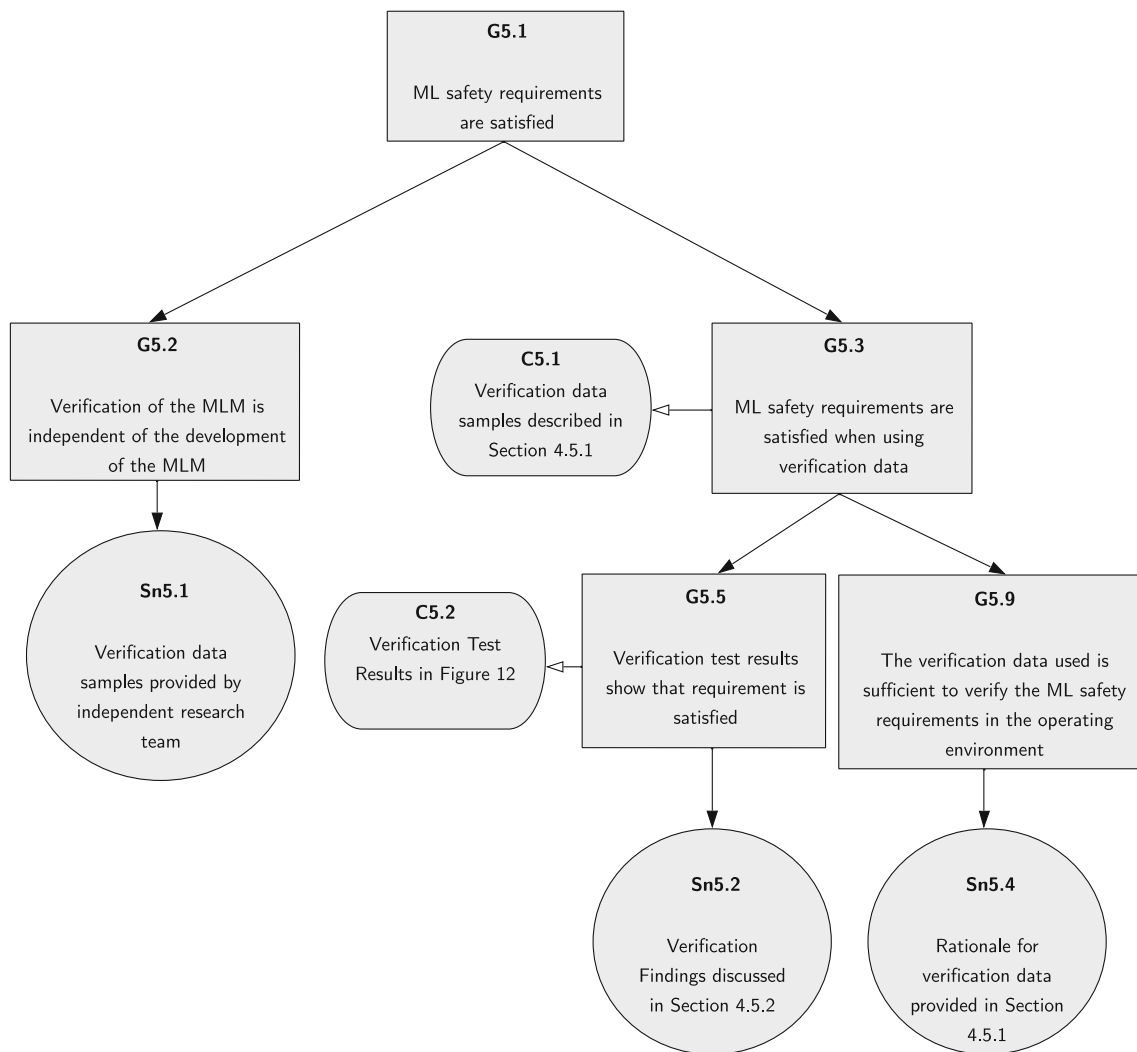 G5.1
ML safety requirements
are satisfied
G5.2
Verification of the MLM is
independent of the development
of the MLM
C5.1
Verification data
samples described in
Section 4.5.1
G5.3
ML safety requirements are
satisfied when using
verification data
Sn5.1
Verification data
samples provided by
independent research
team
C5.2
Verification Test
Results in Figure 12
G5.5
Verification test results
show that requirement is
satisfied
G5.9
The verification data used is
sufficient to verify the ML safety
requirements in the operating
environment
Sn5.2
Verification
Findings discussed
in Section 4.5.2
Sn5.4
Rationale for
verification data
provided in Section
4.5.1